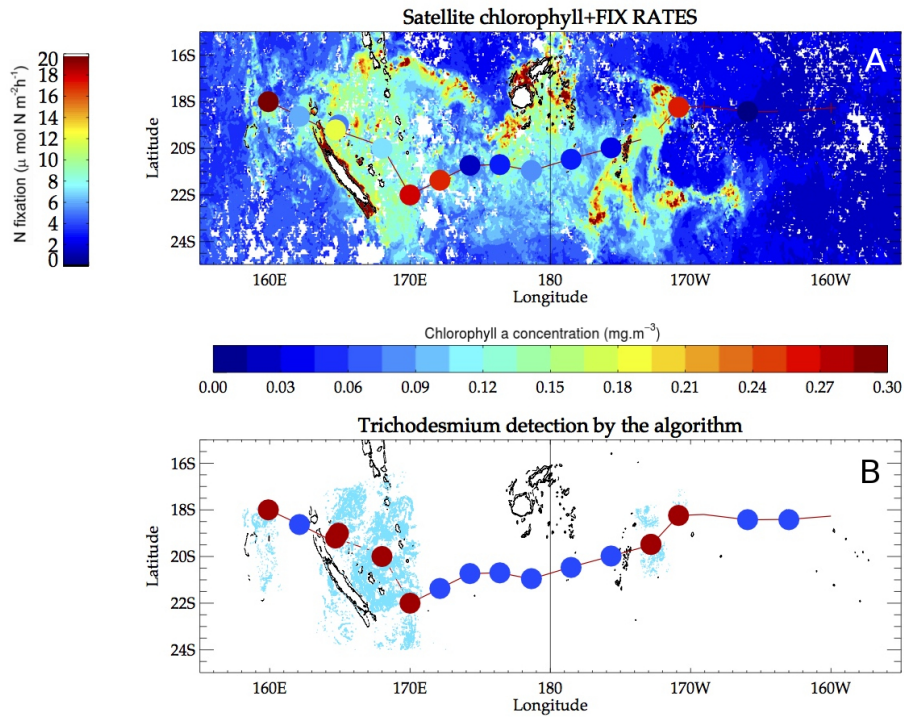 Satellite chlorophyll+FIX RATES
A
N fixation (μ mol N m⁻²h⁻¹)
20
18
16
14
12
10
8
6
4
2
0
Latitude
16S
18S
20S
22S
24S
160E 170E 180 170W 160W
Longitude
Chlorophyll a concentration (mg.m⁻³)
0.00 0.03 0.06 0.09 0.12 0.15 0.18 0.21 0.24 0.27 0.30
Trichodesmium detection by the algorithm
B
Latitude
16S
18S
20S
22S
24S
160E 170E 180 170W 160W
Longitude